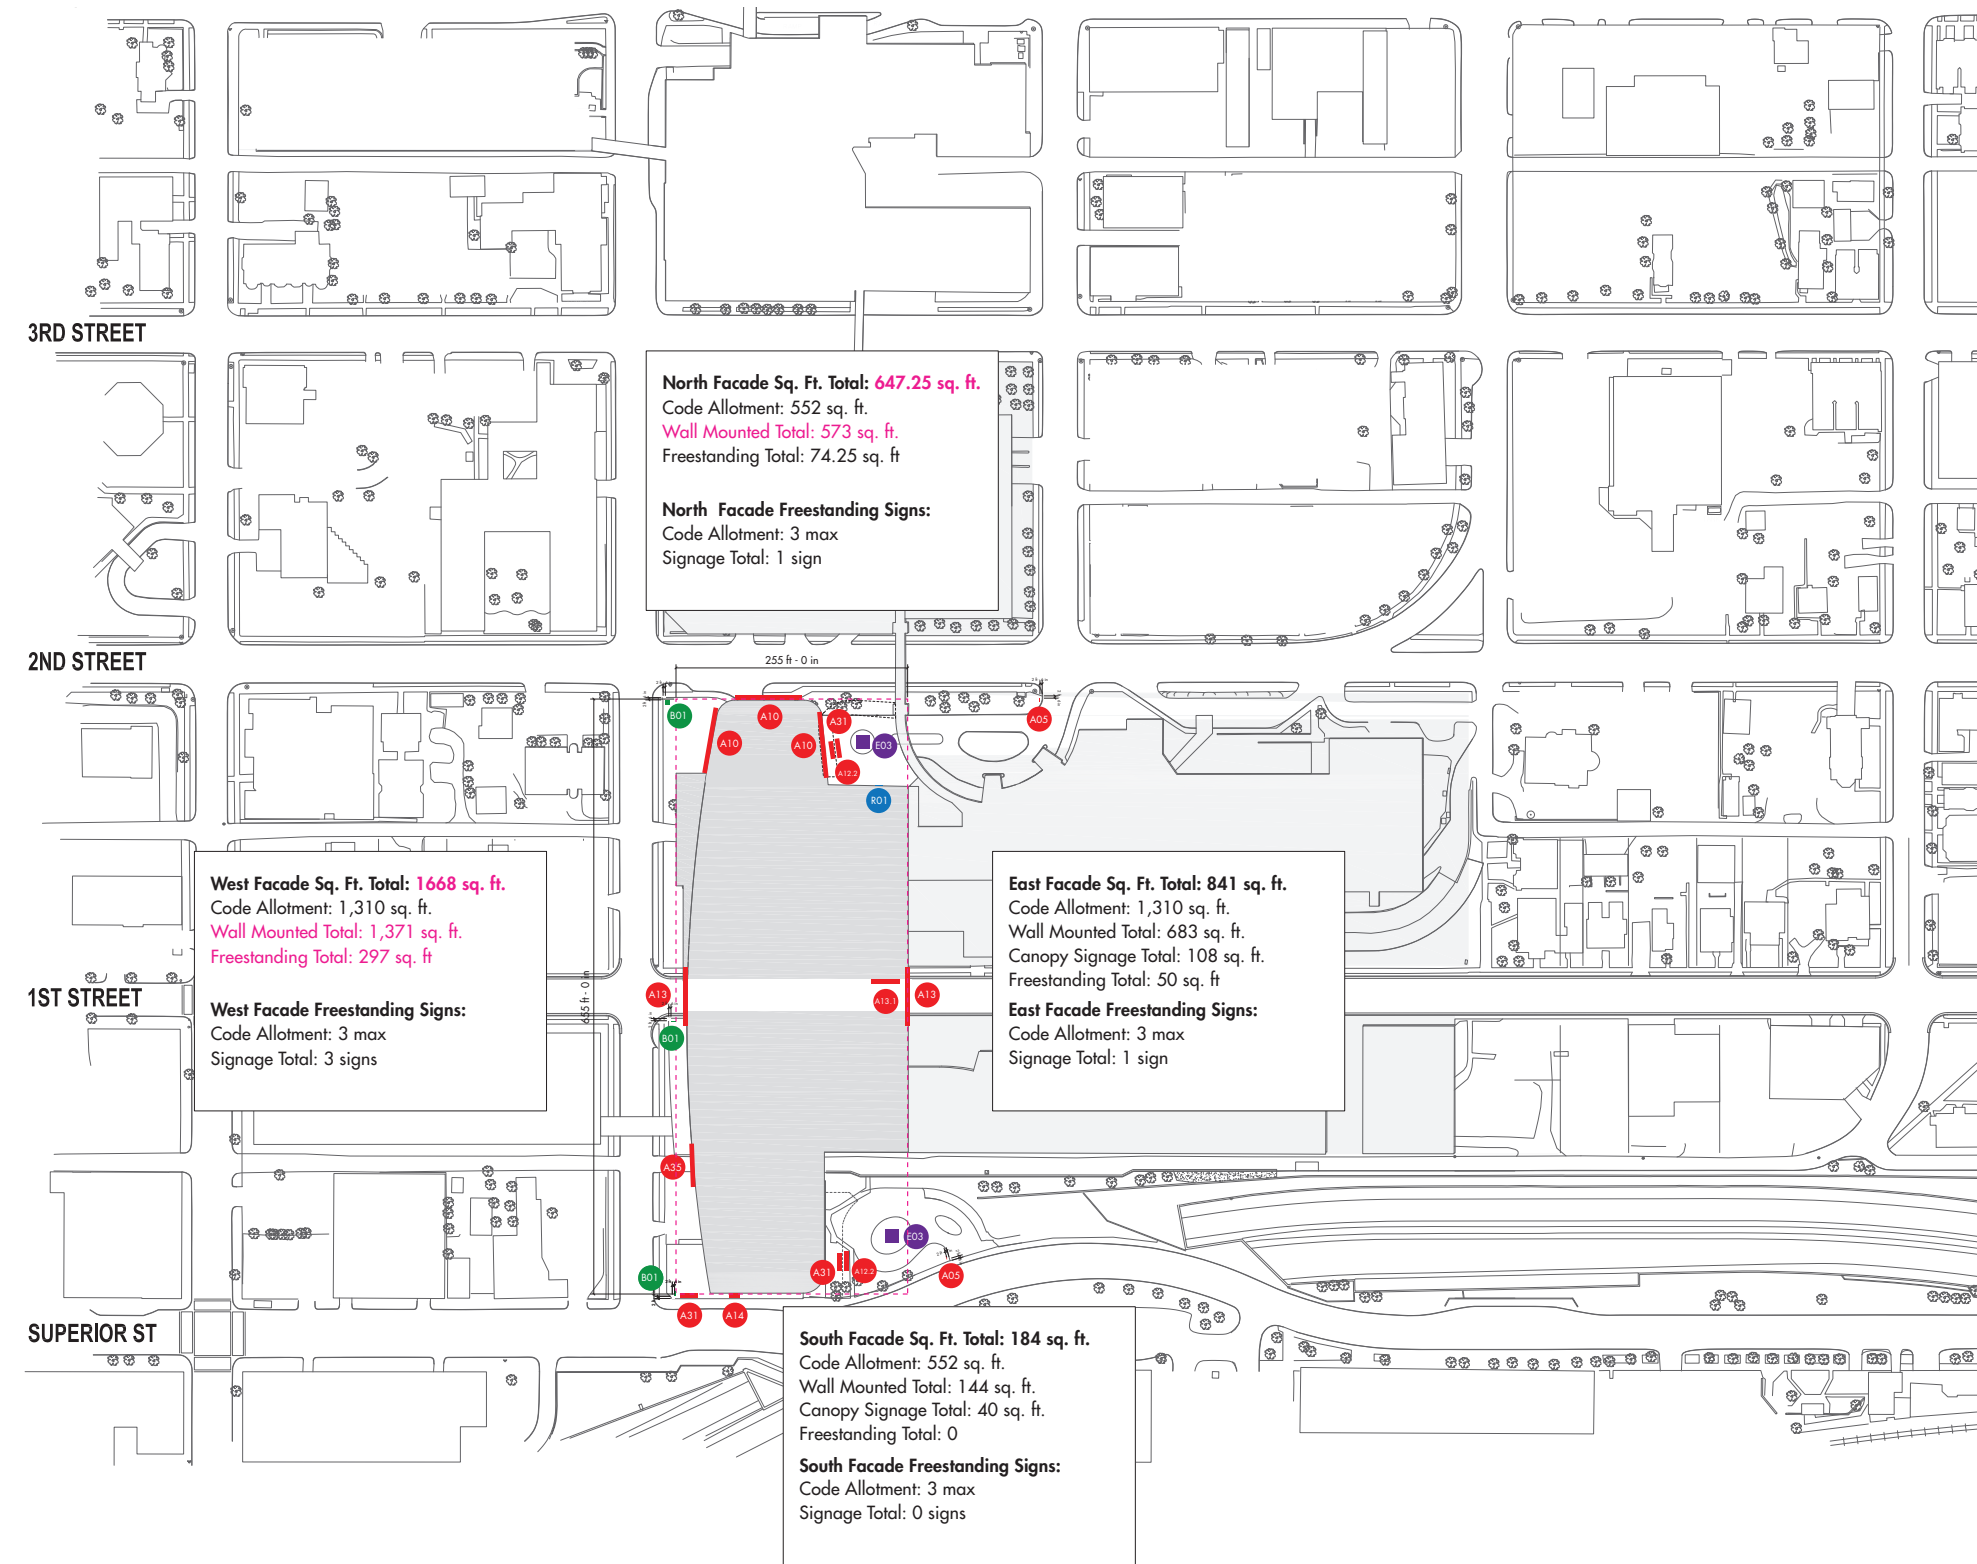 3RD STREET
North Facade Sq. Ft. Total: 647.25 sq. ft.
Code Allotment: 552 sq. ft.
Wall Mounted Total: 573 sq. ft.
Freestanding Total: 74.25 sq. ft
North Facade Freestanding Signs:
Code Allotment: 3 max
Signage Total: 1 sign
2ND STREET
255 ft - 0 in
B01
A10
A31
A05
A10
A10
E03
A12.2
R01
West Facade Sq. Ft. Total: 1668 sq. ft.
Code Allotment: 1,310 sq. ft.
Wall Mounted Total: 1,371 sq. ft.
Freestanding Total: 297 sq. ft
West Facade Freestanding Signs:
Code Allotment: 3 max
Signage Total: 3 signs
East Facade Sq. Ft. Total: 841 sq. ft.
Code Allotment: 1,310 sq. ft.
Wall Mounted Total: 683 sq. ft.
Canopy Signage Total: 108 sq. ft.
Freestanding Total: 50 sq. ft
East Facade Freestanding Signs:
Code Allotment: 3 max
Signage Total: 1 sign
1ST STREET
655 ft - 0 in
A13
A13.1
A13
B01
A35
E03
B01
A31
A12.2
A05
A31
A14
SUPERIOR ST
South Facade Sq. Ft. Total: 184 sq. ft.
Code Allotment: 552 sq. ft.
Wall Mounted Total: 144 sq. ft.
Canopy Signage Total: 40 sq. ft.
Freestanding Total: 0
South Facade Freestanding Signs:
Code Allotment: 3 max
Signage Total: 0 signs